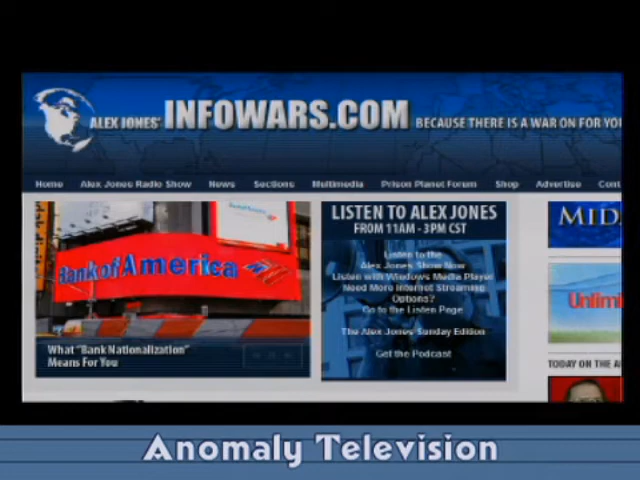 ALEX JONES' INFOWARS.COM BECAUSE THERE IS A WAR ON FOR YOU
Home Alex Jones Radio Show News Sections Multimedia Prison Planet Forum Shop Advertise Cont
Bank of America
What "Bank Nationalization"
Means For You
LISTEN TO ALEX JONES
FROM 11AM - 3PM CST
Listen to the
Alex Jones Show Now
Listen with Windows Media Player
Need More Internet Streaming
Options?
Go to the Listen Page
The Alex Jones Sunday Edition
Get the Podcast
MID
Unlim
TODAY ON THE A
Anomaly Television